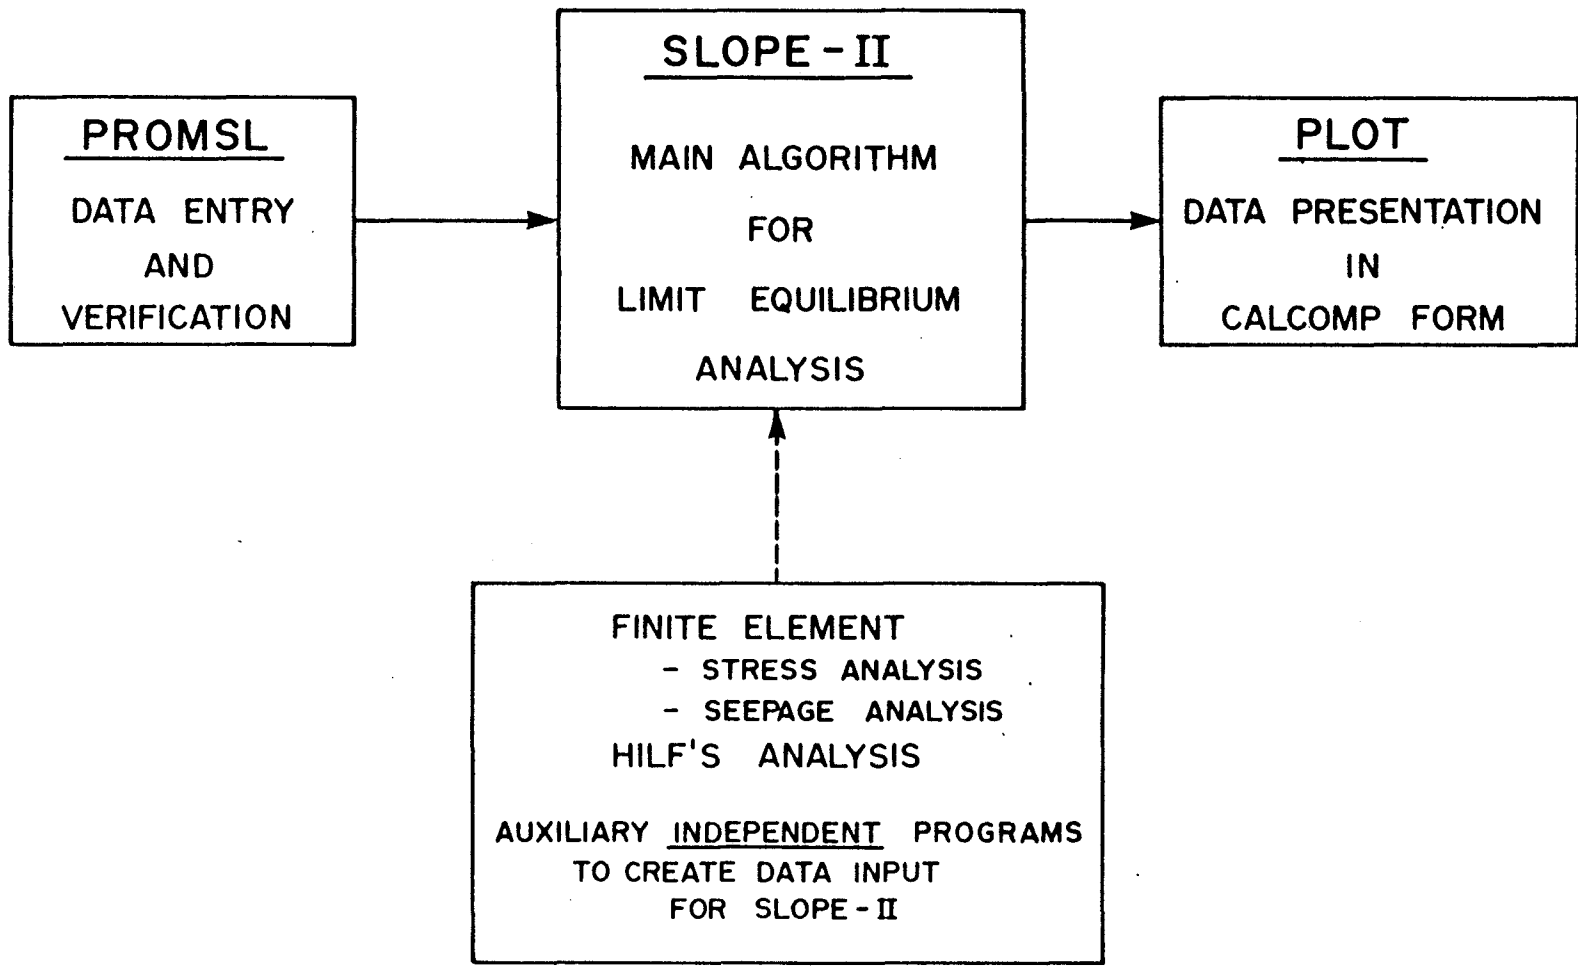 PROMSL
DATA ENTRY
AND
VERIFICATION
SLOPE-II
MAIN ALGORITHM
FOR
LIMIT EQUILIBRIUM
ANALYSIS
PLOT
DATA PRESENTATION
IN
CALCOMP FORM
FINITE ELEMENT
- STRESS ANALYSIS
- SEEPAGE ANALYSIS
HILF'S ANALYSIS
AUXILIARY INDEPENDENT PROGRAMS
TO CREATE DATA INPUT
FOR SLOPE-II